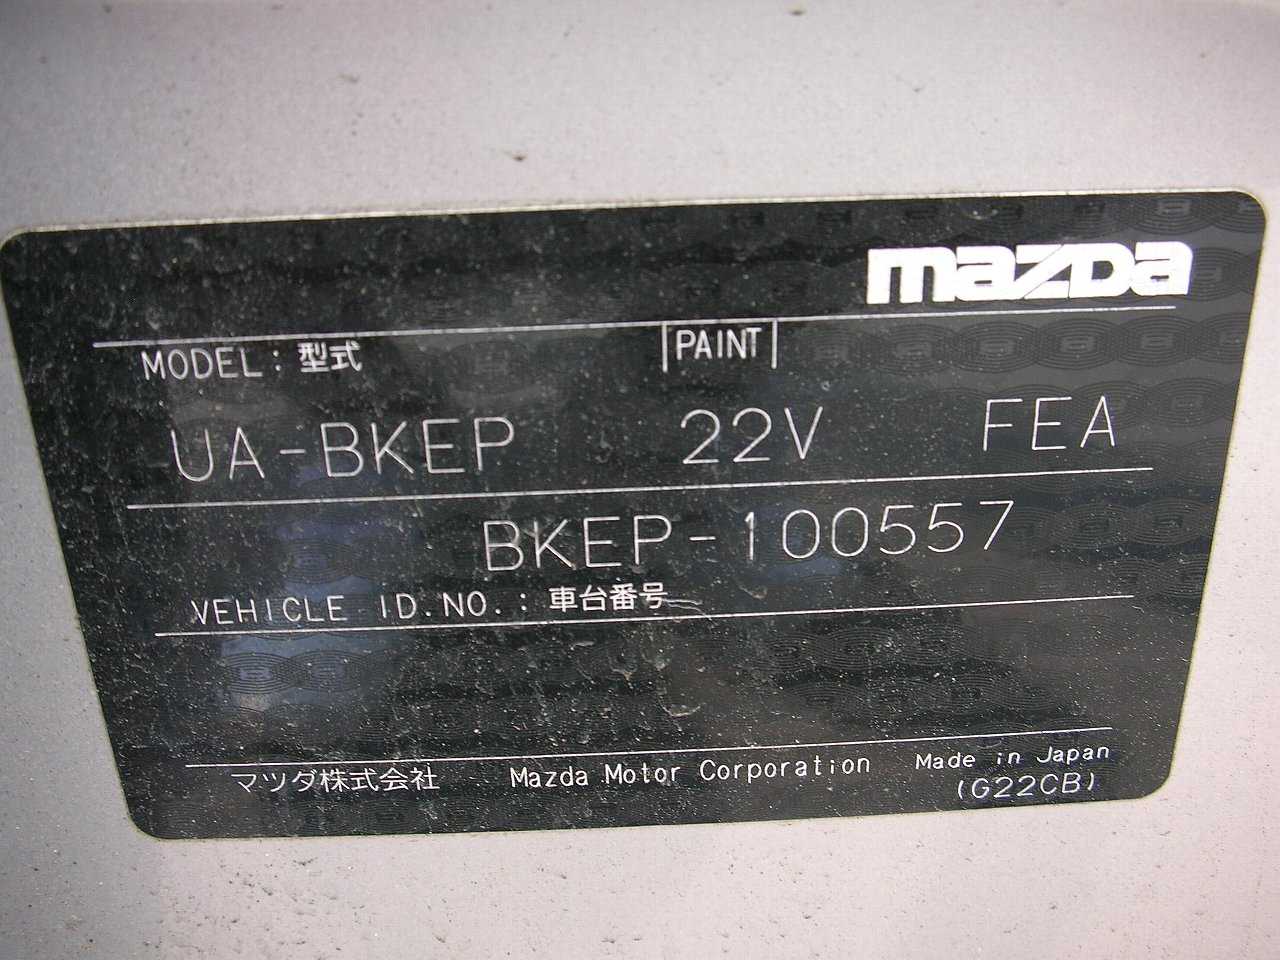 mazda
MODEL：型式 PAINT
UA-BKEP 22V FEA
BKEP-100557
VEHICLE ID.NO.：車台番号
マツダ株式会社 Mazda Motor Corporation Made in Japan
(G22CB)